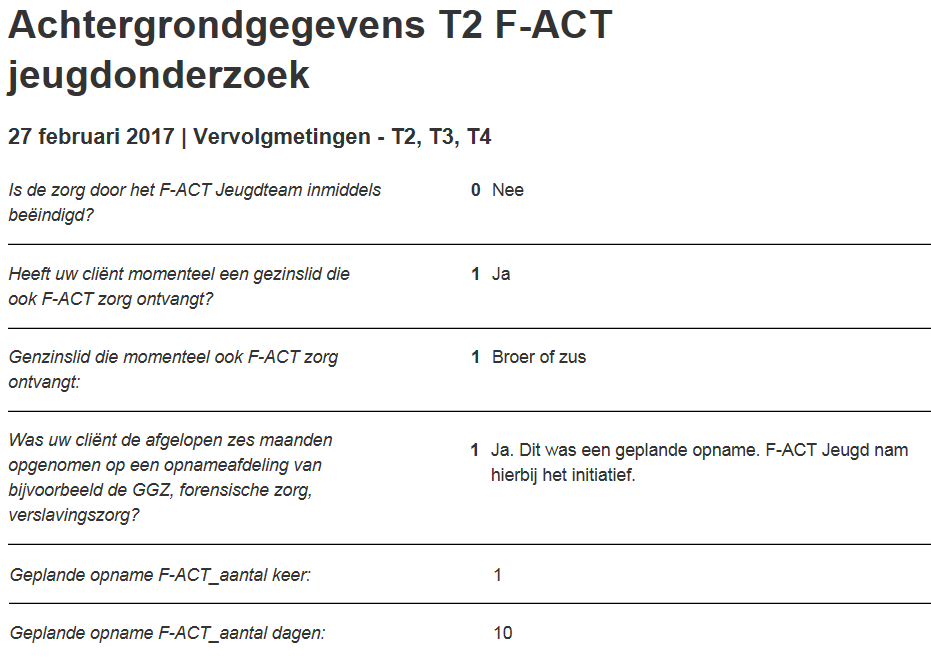 Achtergrondgegevens T2 F-ACT
jeugdonderzoek
27 februari 2017 | Vervolgmetingen - T2, T3, T4
Is de zorg door het F-ACT Jeugdteam inmiddels
beëindigd?
0 Nee
Heeft uw cliënt momenteel een gezinslid die
ook F-ACT zorg ontvangt?
1 Ja
Genzinslid die momenteel ook F-ACT zorg
ontvangt:
1 Broer of zus
Was uw cliënt de afgelopen zes maanden
opgenomen op een opnameafdeling van
bijvoorbeeld de GGZ, forensische zorg,
verslavingszorg?
1 Ja. Dit was een geplande opname. F-ACT Jeugd nam
hierbij het initiatief.
Geplande opname F-ACT_aantal keer:
1
Geplande opname F-ACT_aantal dagen:
10